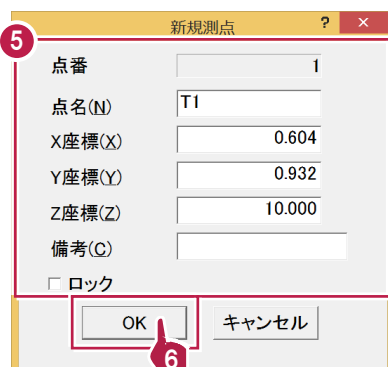 新規測点 ? ×
5
点番 1
点名(N) T1
X座標(X) 0.604
Y座標(Y) 0.932
Z座標(Z) 10.000
備考(C)
ロック
OK キャンセル
6